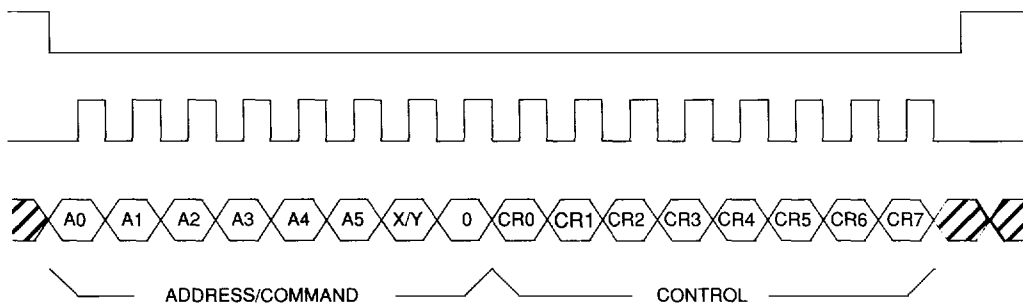 A0 A1 A2 A3 A4 A5 X/Y 0 CR0 CR1 CR2 CR3 CR4 CR5 CR6 CR7
ADDRESS/COMMAND CONTROL